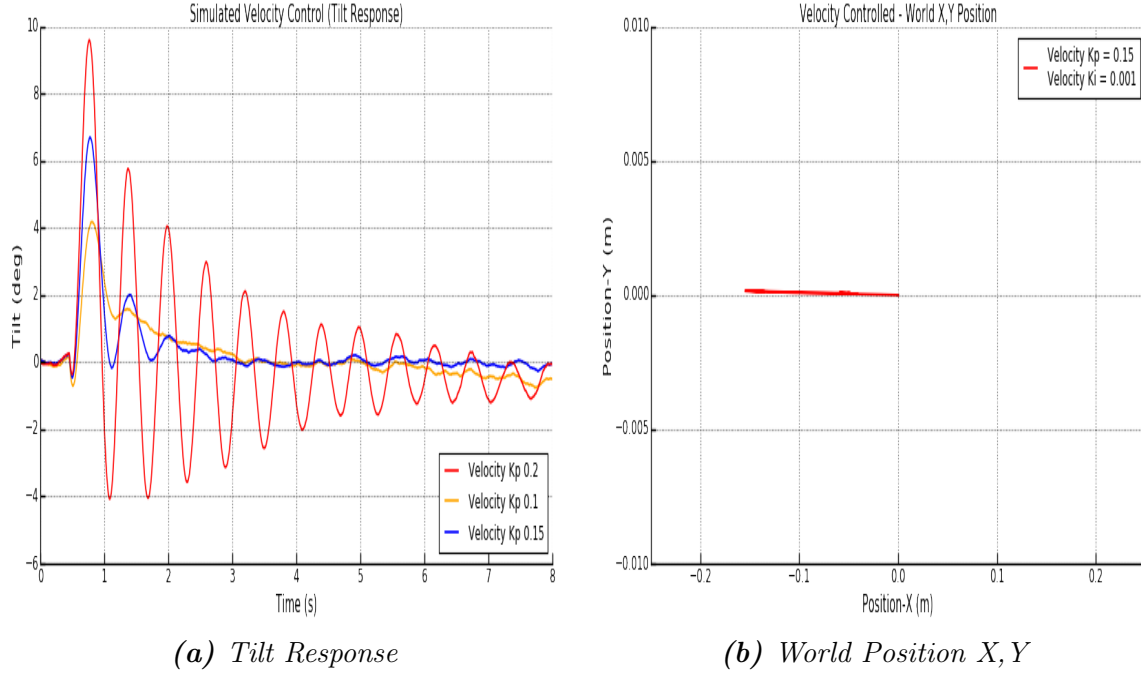 Simulated Velocity Control (Tilt Response)
10
8
6
4
2
0
−2
−4
−6
Tilt (deg)
Velocity Kp 0.2
Velocity Kp 0.1
Velocity Kp 0.15
0 1 2 3 4 5 6 7 8
Time (s)
(a) Tilt Response
Velocity Controlled - World X,Y Position
0.010
0.005
0.000
−0.005
−0.010
Position-Y (m)
Velocity Kp = 0.15
Velocity Ki = 0.001
−0.2 −0.1 0.0 0.1 0.2
Position-X (m)
(b) World Position X,Y